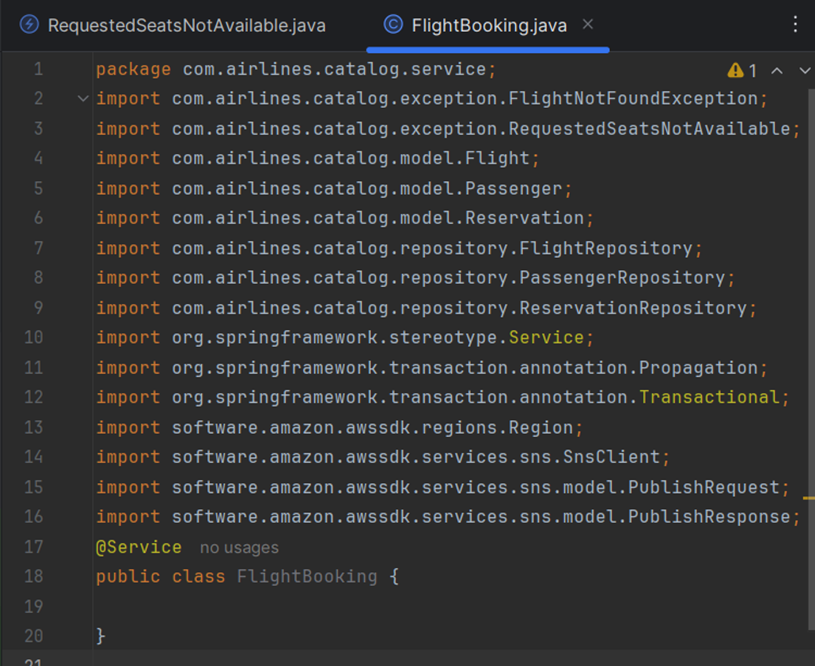 RequestedSeatsNotAvailable.java FlightBooking.java
1 package com.airlines.catalog.service; 1
2 import com.airlines.catalog.exception.FlightNotFoundException;
3 import com.airlines.catalog.exception.RequestedSeatsNotAvailable;
4 import com.airlines.catalog.model.Flight;
5 import com.airlines.catalog.model.Passenger;
6 import com.airlines.catalog.model.Reservation;
7 import com.airlines.catalog.repository.FlightRepository;
8 import com.airlines.catalog.repository.PassengerRepository;
9 import com.airlines.catalog.repository.ReservationRepository;
10 import org.springframework.stereotype.Service;
11 import org.springframework.transaction.annotation.Propagation;
12 import org.springframework.transaction.annotation.Transactional;
13 import software.amazon.awssdk.regions.Region;
14 import software.amazon.awssdk.services.sns.SnsClient;
15 import software.amazon.awssdk.services.sns.model.PublishRequest;
16 import software.amazon.awssdk.services.sns.model.PublishResponse;
17 @Service no usages
18 public class FlightBooking {
19
20 }
21